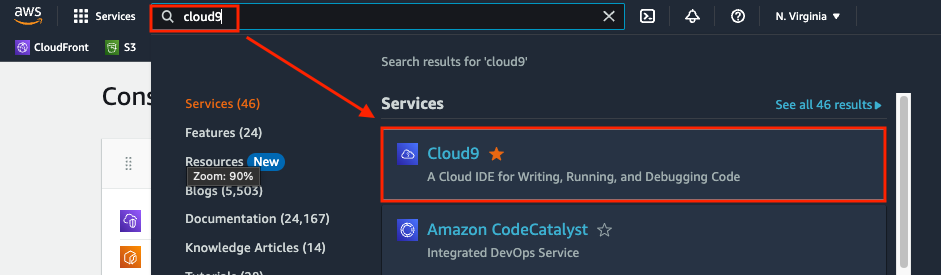 aws
Services
cloud9
N. Virginia
CloudFront
S3
Search results for 'cloud9'
Cons
Services (46)
Features (24)
Resources New
Zoom: 90%
Blogs (5,503)
Documentation (24,167)
Knowledge Articles (14)
Services
See all 46 results
Cloud9
A Cloud IDE for Writing, Running, and Debugging Code
Amazon CodeCatalyst
Integrated DevOps Service